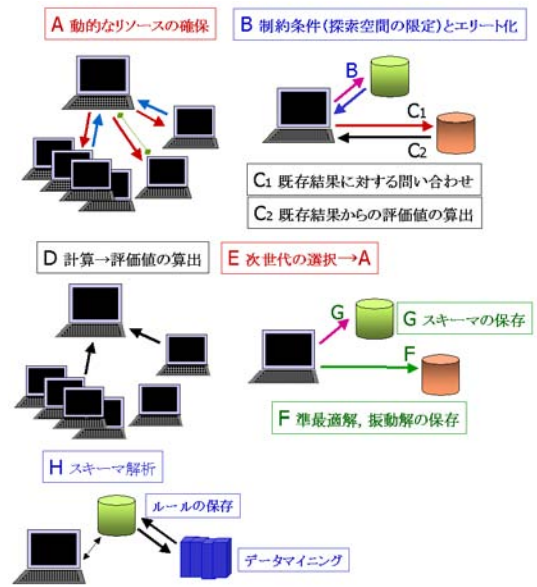 A 動的なリソースの確保
B 制約条件(探索空間の限定)とエリート化
B
C1
C2
C1 既存結果に対する問い合わせ
C2 既存結果からの評価値の算出
D 計算→評価値の算出
E 次世代の選択→A
G
G スキーマの保存
F
F 準最適解, 振動解の保存
H スキーマ解析
ルールの保存
データマイニング